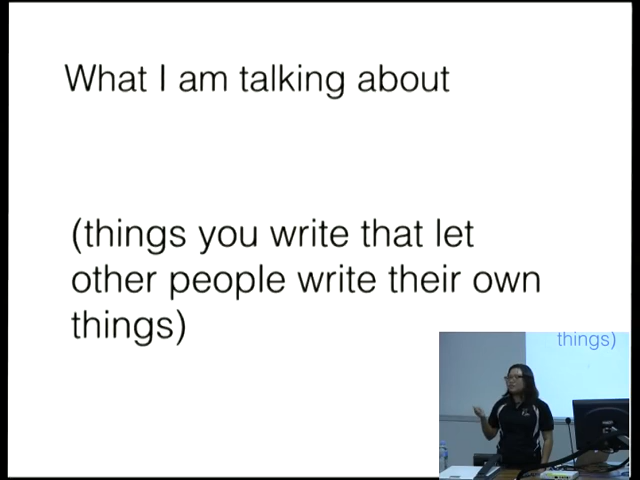 What I am talking about
(things you write that let
other people write their own
things)
things)